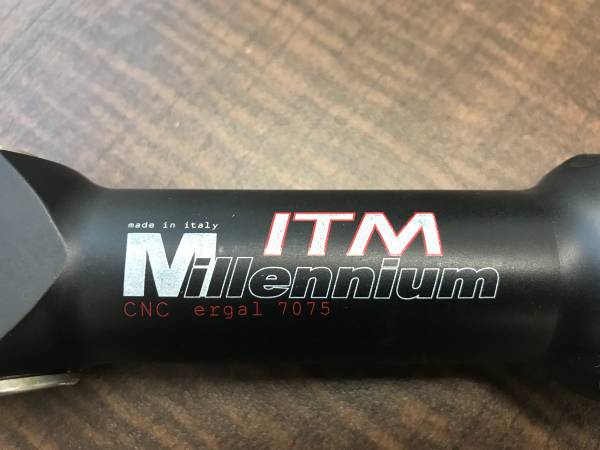 made in italy
ITM
Millennium
CNC ergal 7075